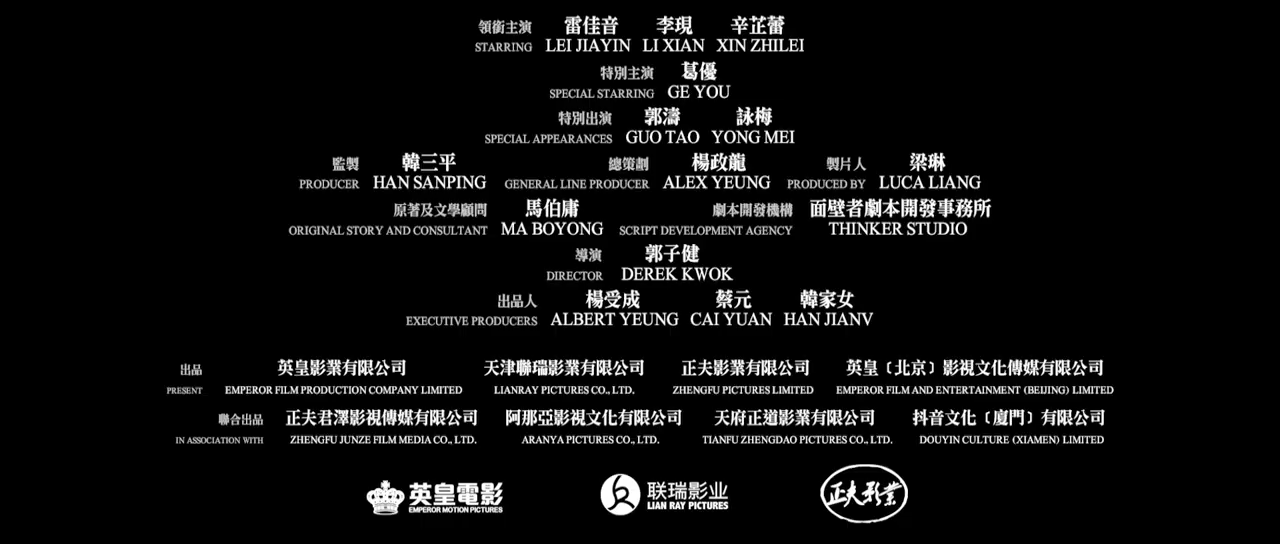 領銜主演 雷佳音 李現 辛芷蕾
STARRING LEI JIAYIN LI XIAN XIN ZHILEI
特別主演 葛優
SPECIAL STARRING GE YOU
特別出演 郭濤 詠梅
SPECIAL APPEARANCES GUO TAO YONG MEI
監製 韓三平 總策劃 楊政龍 製片人 梁琳
PRODUCER HAN SANPING GENERAL LINE PRODUCER ALEX YEUNG PRODUCED BY LUCA LIANG
原著及文學顧問 馬伯庸 劇本開發機構 面壁者劇本開發事務所
ORIGINAL STORY AND CONSULTANT MA BOYONG SCRIPT DEVELOPMENT AGENCY THINKER STUDIO
導演 郭子健
DIRECTOR DEREK KWOK
出品人 楊受成 蔡元 韓家女
EXECUTIVE PRODUCERS ALBERT YEUNG CAI YUAN HAN JIANV
出品 英皇影業有限公司 天津聯瑞影業有限公司 正夫影業有限公司 英皇〔北京〕影視文化傳媒有限公司
PRESENT EMPEROR FILM PRODUCTION COMPANY LIMITED LIANRAY PICTURES CO., LTD. ZHENGFU PICTURES LIMITED EMPEROR FILM AND ENTERTAINMENT (BEIJING) LIMITED
聯合出品 正夫君澤影視傳媒有限公司 阿那亞影視文化有限公司 天府正道影業有限公司 抖音文化〔廈門〕有限公司
IN ASSOCIATION WITH ZHENGFU JUNZE FILM MEDIA CO., LTD. ARANYA PICTURES CO., LTD. TIANFU ZHENGDAO PICTURES CO., LTD. DOUYIN CULTURE (XIAMEN) LIMITED
英皇電影 联瑞影业 正夫影業
EMPEROR MOTION PICTURES LIAN RAY PICTURES